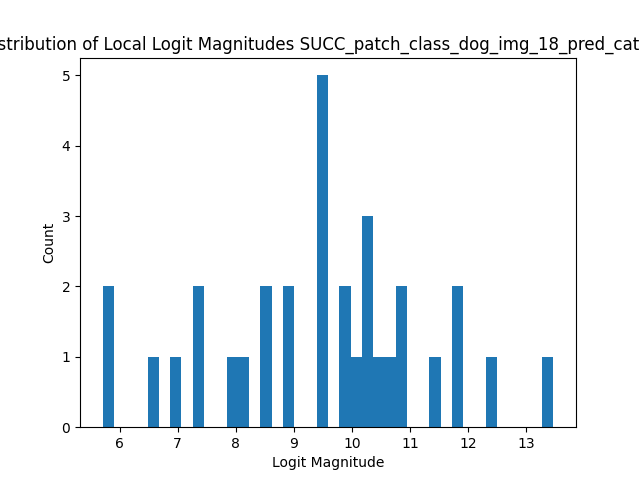 stribution of Local Logit Magnitudes SUCC_patch_class_dog_img_18_pred_cat
5
4
3
2
1
0
Count
6 7 8 9 10 11 12 13
Logit Magnitude